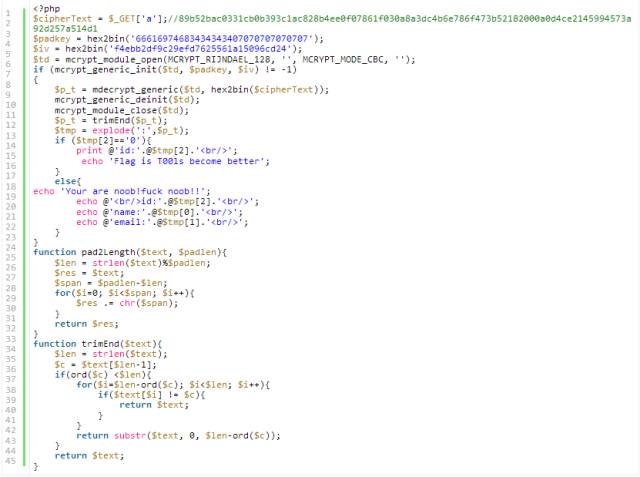 1 <?php
2 $cipherText = $_GET['a'];//89b52bac0331cb0b393c1ac828b4ee0f07861f030a8a3dc4b6e786f473b52182000a0d4ce2145994573a
92d257a514d1
3 $padkey = hex2bin('66616974683434343407070707070707');
4 $iv = hex2bin('f4ebb2df9c29efd7625561a15096cd24');
5 $td = mcrypt_module_open(MCRYPT_RIJNDAEL_128, '', MCRYPT_MODE_CBC, '');
6 if (mcrypt_generic_init($td, $padkey, $iv) != -1)
7 {
8 $p_t = mdecrypt_generic($td, hex2bin($cipherText));
9 mcrypt_generic_deinit($td);
10 mcrypt_module_close($td);
11 $p_t = trimEnd($p_t);
12 $tmp = explode(':',$p_t);
13 if ($tmp[2]=='0'){
14 print @'id:'.@$tmp[2].'<br/>';
15 echo 'Flag is T00ls become better';
16 }
17 else{
18 echo 'Your are noob!fuck noob!!';
19 echo @'<br/>id:'.@$tmp[2].'<br/>';
20 echo @'name:'.@$tmp[0].'<br/>';
21 echo @'email:'.@$tmp[1].'<br/>';
22 }
23 }
24 function pad2Length($text, $padlen){
25 $len = strlen($text)%$padlen;
26 $res = $text;
27 $span = $padlen-$len;
28 for($i=0; $i<$span; $i++){
29 $res .= chr($span);
30 }
31 return $res;
32 }
33 function trimEnd($text){
34 $len = strlen($text);
35 $c = $text[$len-1];
36 if(ord($c) <$len){
37 for($i=$len-ord($c); $i<$len; $i++){
38 if($text[$i] != $c){
39 return $text;
40 }
41 }
42 return substr($text, 0, $len-ord($c));
43 }
44 return $text;
45 }